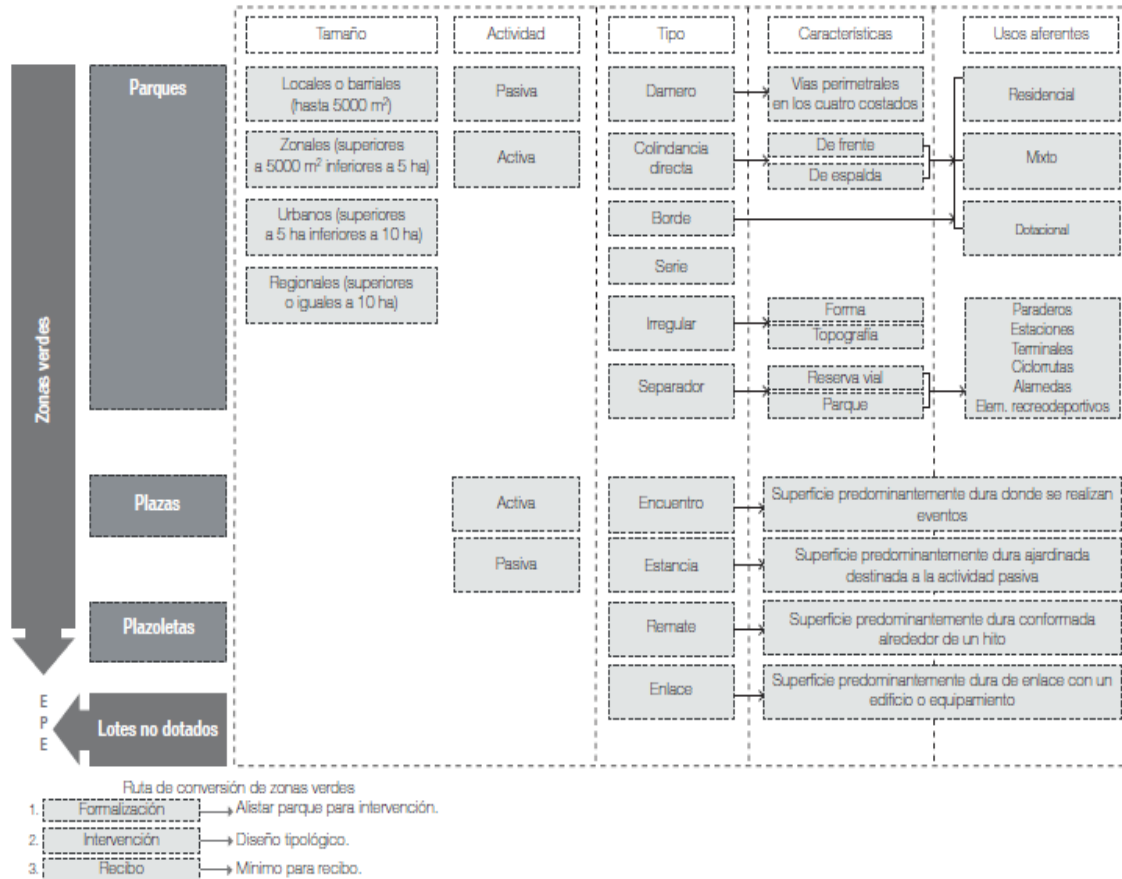 Tamaño
Actividad
Tipo
Características
Usos aferentes
Zonas verdes
Parques
Locales o barriales
(hasta 5000 m²)
Zonales (superiores
a 5000 m² inferiores a 5 ha)
Urbanos (superiores
a 5 ha inferiores a 10 ha)
Regionales (superiores
o iguales a 10 ha)
Pasiva
Activa
Damero
Colindancia
directa
Borde
Serie
Irregular
Separador
Vías perimetrales
en los cuatro costados
De frente
De espalda
Forma
Topografía
Reserva vial
Parque
Residencial
Mixto
Dotacional
Paraderos
Estaciones
Terminales
Ciclorrutas
Alamedas
Elem. recreodeportivos
Plazas
Activa
Pasiva
Encuentro
Superficie predominantemente dura donde se realizan
eventos
Estancia
Superficie predominantemente dura ajardinada
destinada a la actividad pasiva
Plazoletas
Remate
Superficie predominantemente dura conformada
alrededor de un hito
Enlace
Superficie predominantemente dura de enlace con un
edificio o equipamiento
E
P
E
Lotes no dotados
Ruta de conversión de zonas verdes
1. Formalización Alistar parque para intervención.
2. Intervención Diseño tipológico.
3. Recibo Mínimo para recibo.